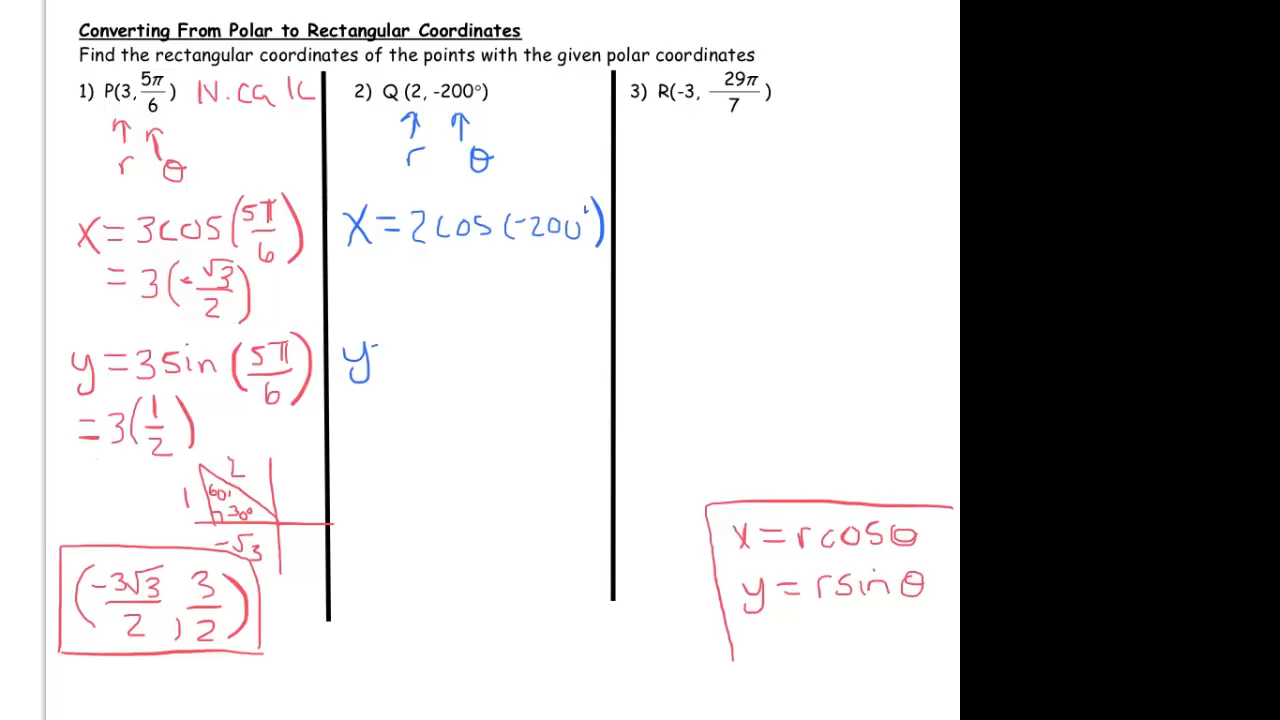 Converting From Polar to Rectangular Coordinates
Find the rectangular coordinates of the points with the given polar coordinates
1) P(3, 5π/6) N. Calc
r θ
x = 3cos(5π/6)
= 3(-√3/2)
y = 3sin(5π/6)
= 3(1/2)
2
1 60° 30°
-√3
(-3√3/2, 3/2)
2) Q (2, -200°)
r θ
x = 2cos(-200°)
y
3) R(-3, 29π/7)
x = rcosθ
y = rsinθ